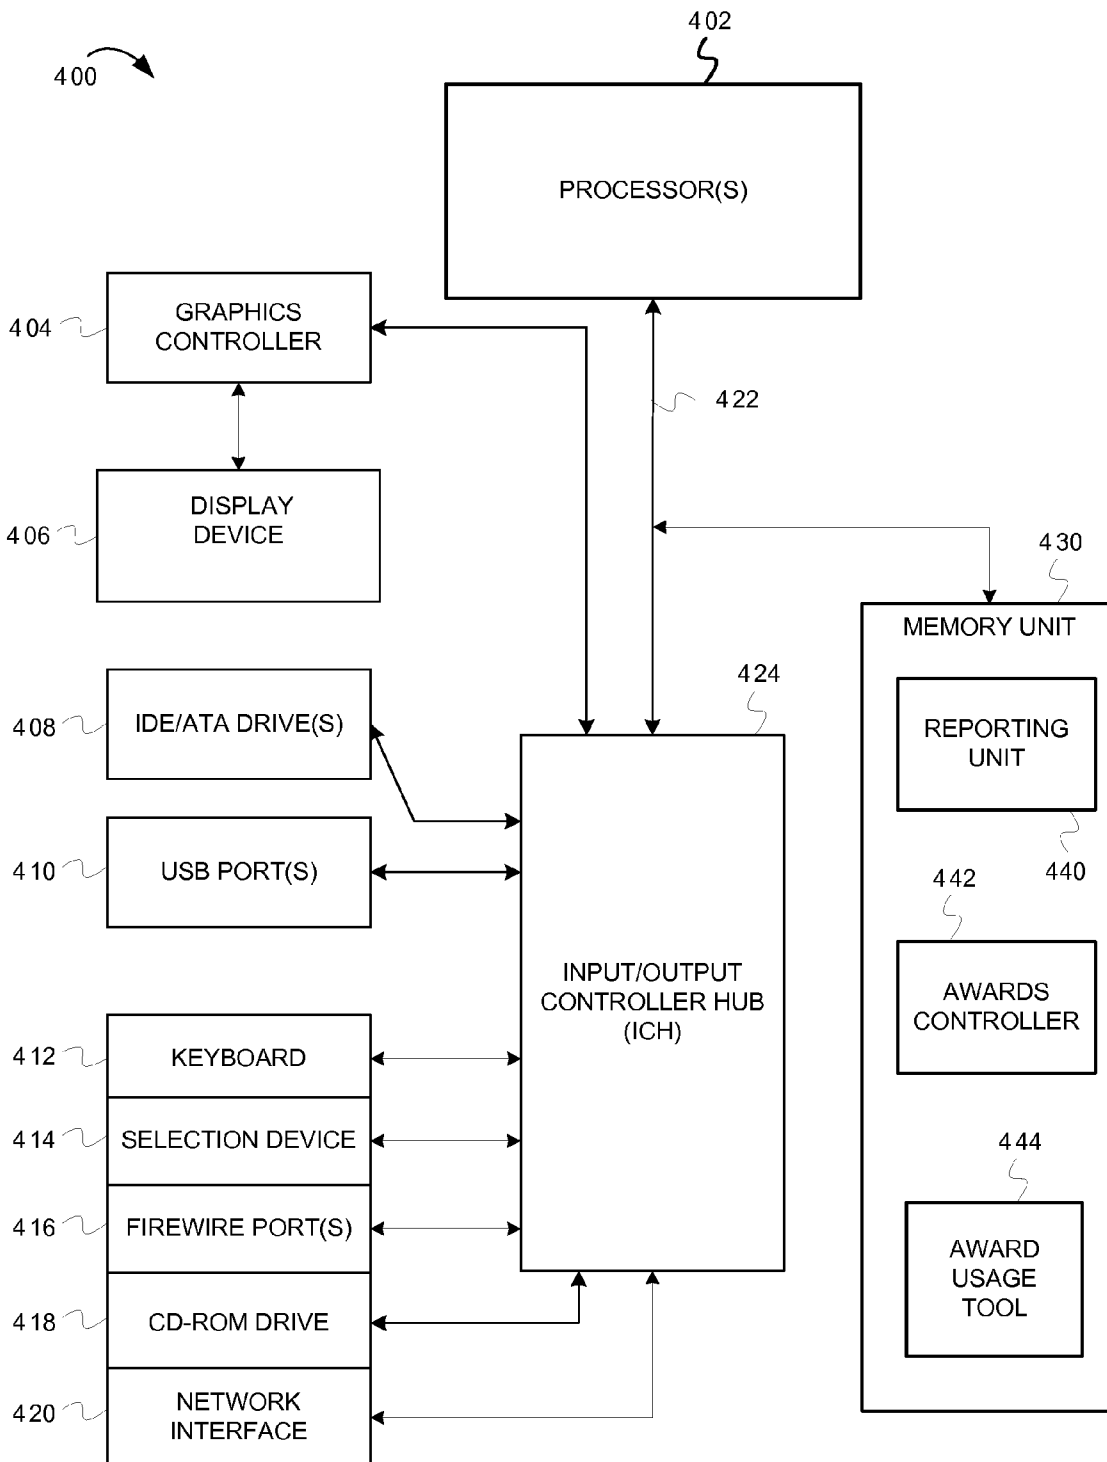 402
400
PROCESSOR(S)
GRAPHICS
CONTROLLER
404
422
DISPLAY
DEVICE
406
430
MEMORY UNIT
424
408
IDE/ATA DRIVE(S)
REPORTING
UNIT
410
USB PORT(S)
440
442
INPUT/OUTPUT
CONTROLLER HUB
(ICH)
AWARDS
CONTROLLER
412
KEYBOARD
414
SELECTION DEVICE
444
416
FIREWIRE PORT(S)
AWARD
USAGE
TOOL
418
CD-ROM DRIVE
420
NETWORK
INTERFACE